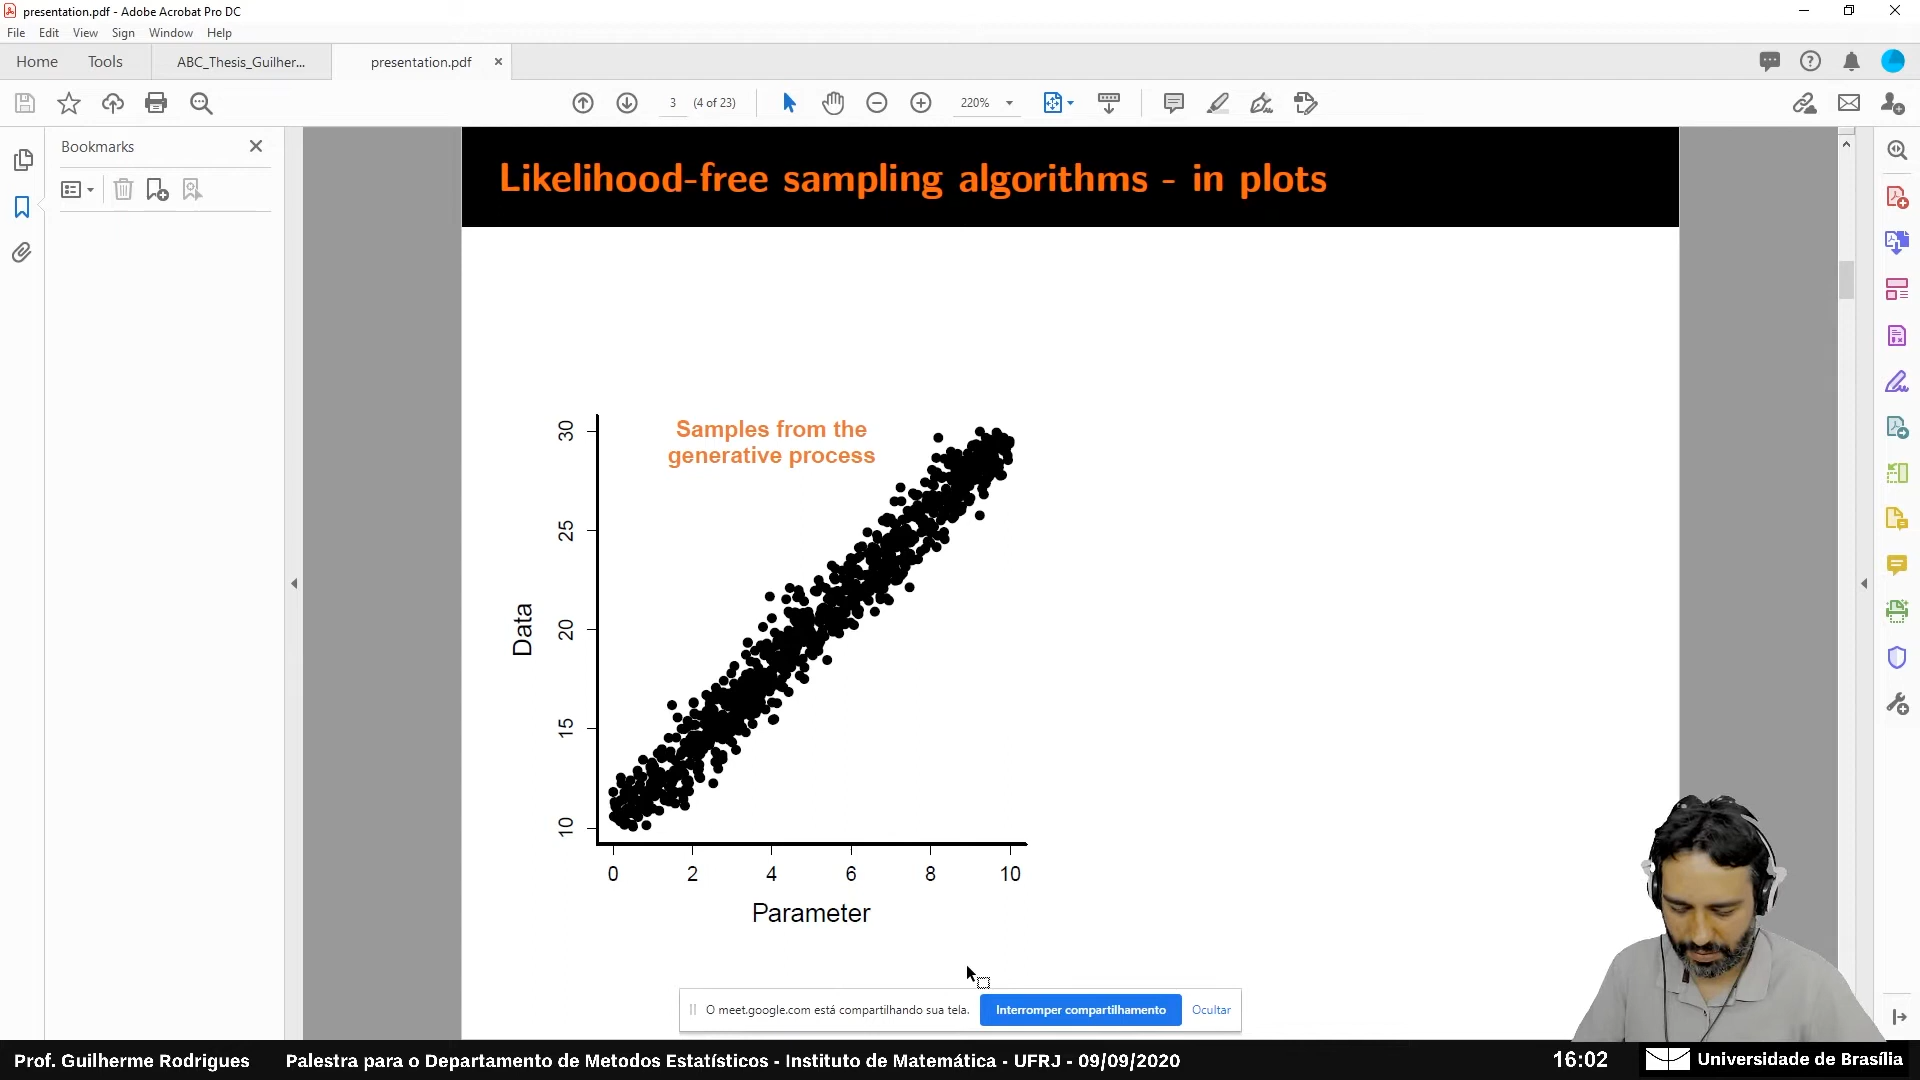 presentation.pdf - Adobe Acrobat Pro DC
File Edit View Sign Window Help
Home Tools ABC_Thesis_Guilher... presentation.pdf
3 (4 of 23) 220%
Bookmarks
Likelihood-free sampling algorithms - in plots
Samples from the
generative process
30
25
20
15
10
Data
0 2 4 6 8 10
Parameter
O meet.google.com está compartilhando sua tela. Interromper compartilhamento Ocultar
Prof. Guilherme Rodrigues Palestra para o Departamento de Metodos Estatísticos - Instituto de Matemática - UFRJ - 09/09/2020 16:02 Universidade de Brasília